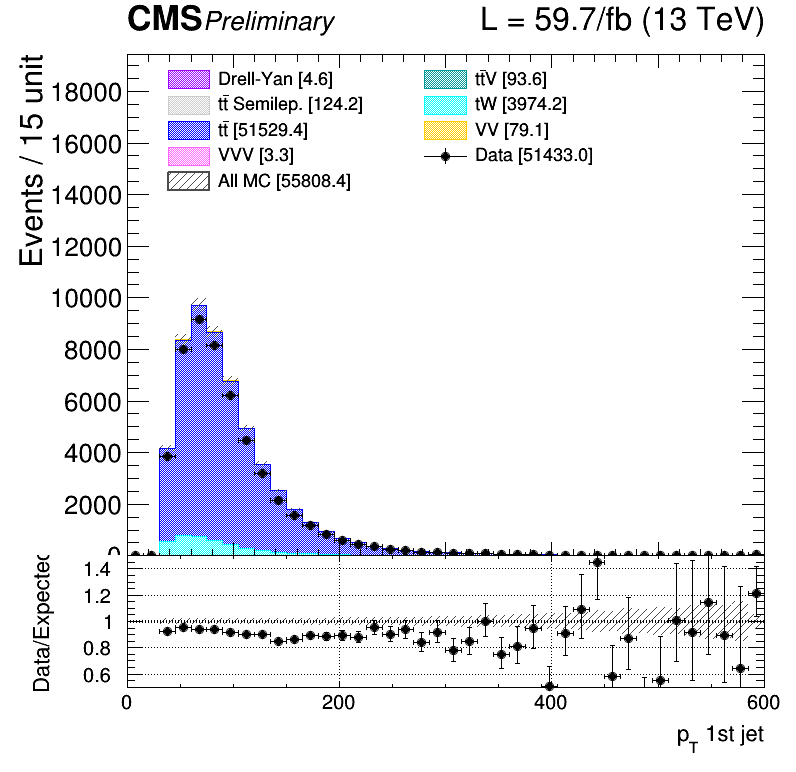 CMS Preliminary L = 59.7/fb (13 TeV)
Events / 15 unit
18000
16000
14000
12000
10000
8000
6000
4000
2000
0
Drell-Yan [4.6]
tt̄ Semilep. [124.2]
tt̄ [51529.4]
VVV [3.3]
All MC [55808.4]
tt̄V [93.6]
tW [3974.2]
VV [79.1]
Data [51433.0]
Data/Expected
1.4
1.2
1
0.8
0.6
0 200 400 600
p_T 1st jet